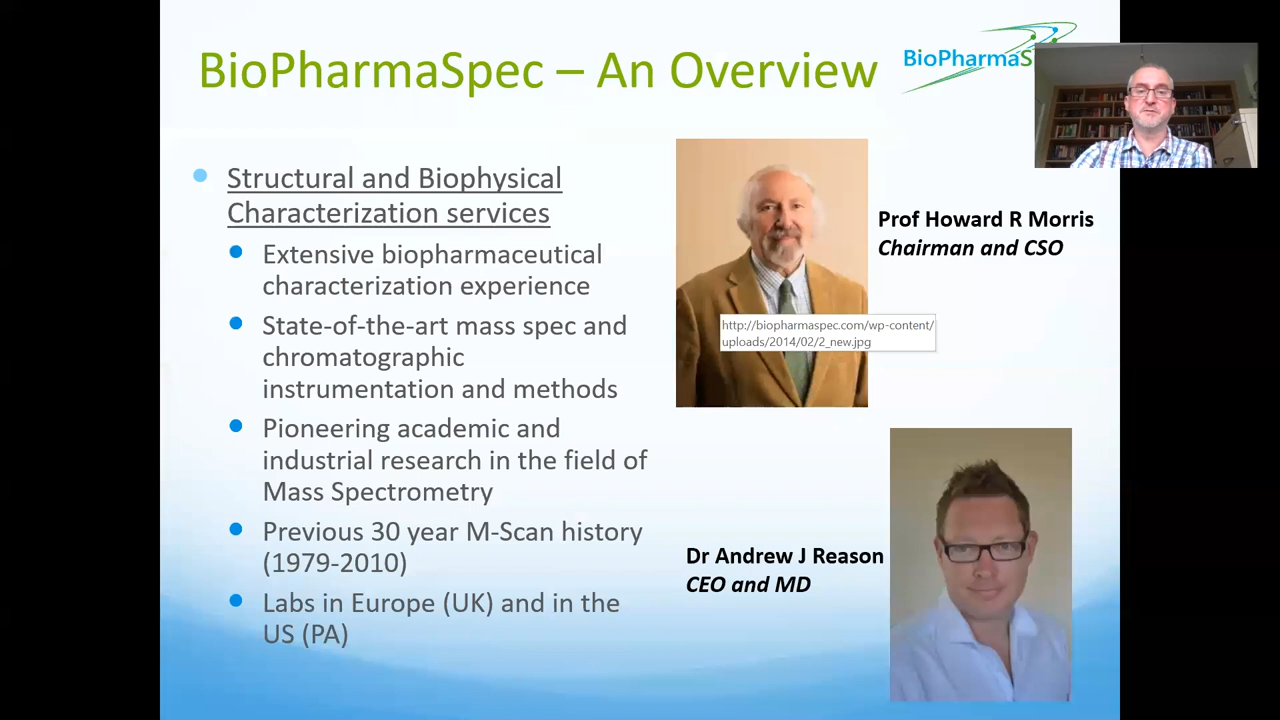 BioPharmaSpec – An Overview
BioPharmaS
Structural and Biophysical
Characterization services
Extensive biopharmaceutical
characterization experience
State-of-the-art mass spec and
chromatographic
instrumentation and methods
Pioneering academic and
industrial research in the field of
Mass Spectrometry
Previous 30 year M-Scan history
(1979-2010)
Labs in Europe (UK) and in the
US (PA)
Prof Howard R Morris
Chairman and CSO
http://biopharmaspec.com/wp-content/
uploads/2014/02/2_new.jpg
Dr Andrew J Reason
CEO and MD